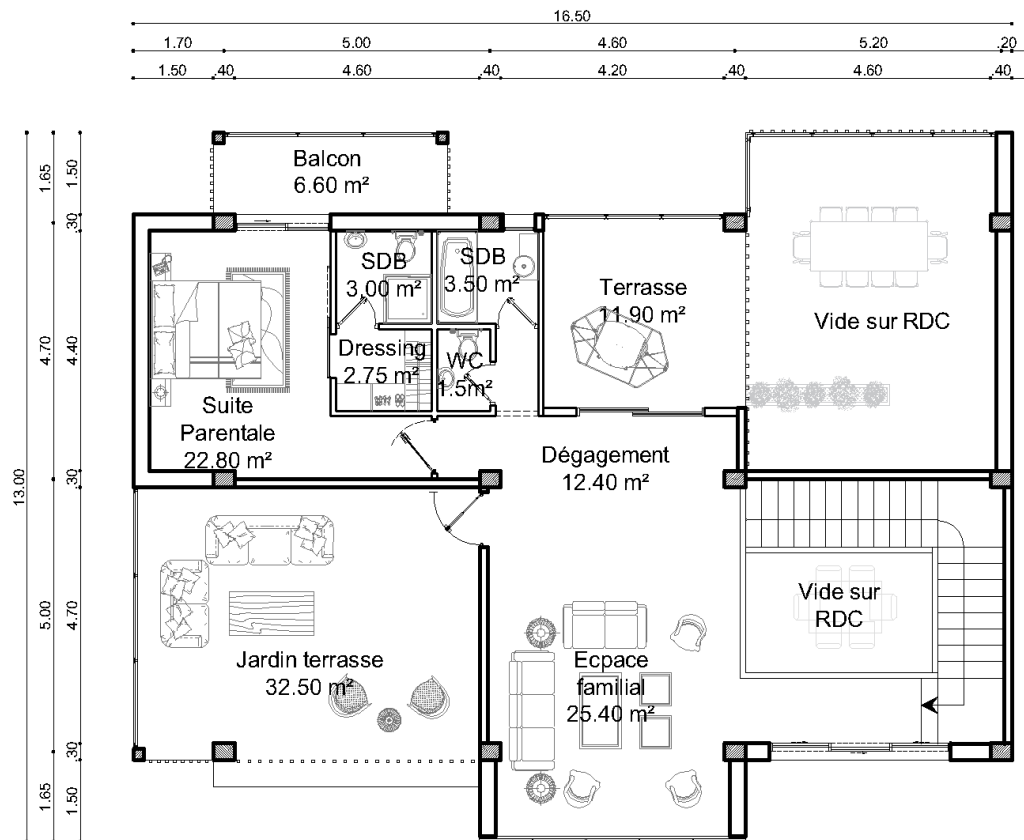 16.50
1.70 5.00 4.60 5.20 .20
1.50 .40 4.60 .40 4.20 .40 4.60 .40
13.00
1.65 4.70 5.00 1.65
1.50 .30 4.40 .30 4.70 .30 1.50
Balcon
6.60 m²
SDB
3.00 m²
SDB
3.50 m²
Terrasse
11.90 m²
Vide sur RDC
Dressing
2.75 m²
WC
1.5m²
Suite
Parentale
22.80 m²
Dégagement
12.40 m²
Vide sur
RDC
Jardin terrasse
32.50 m²
Ecpace
familial
25.40 m²